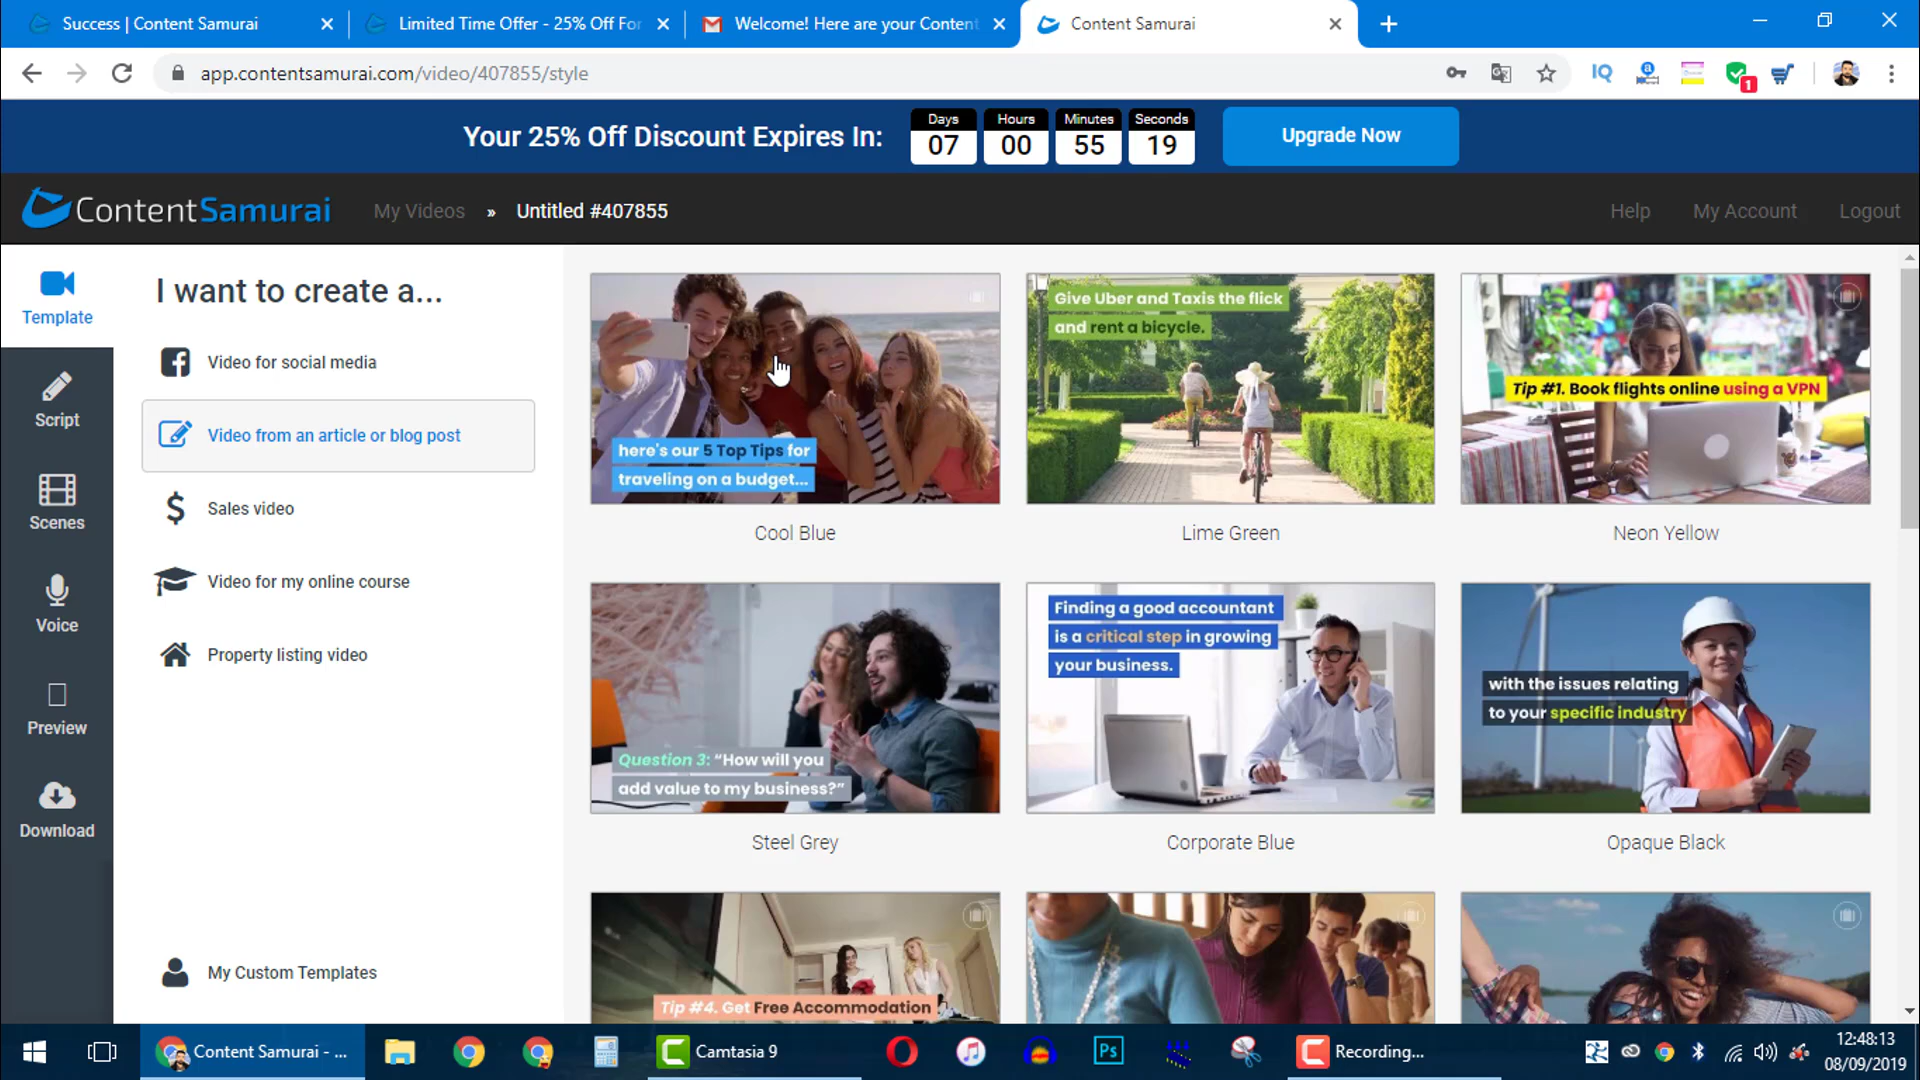 Success | Content Samurai
Limited Time Offer - 25% Off For
Welcome! Here are your Content
Content Samurai
app.contentsamurai.com/video/407855/style
IQ
a
1
Your 25% Off Discount Expires In:
Days
07
Hours
00
Minutes
55
Seconds
19
Upgrade Now
ContentSamurai
My Videos
»
Untitled #407855
Help
My Account
Logout
Template
Script
Scenes
Voice
Preview
Download
I want to create a...
Video for social media
Video from an article or blog post
Sales video
Video for my online course
Property listing video
My Custom Templates
here's our 5 Top Tips for
traveling on a budget...
Cool Blue
Give Uber and Taxis the flick
and rent a bicycle.
Lime Green
Tip #1. Book flights online using a VPN
Neon Yellow
Question 3: “How will you
add value to my business?”
Steel Grey
Finding a good accountant
is a critical step in growing
your business.
Corporate Blue
with the issues relating
to your specific industry
Opaque Black
Tip #4. Get Free Accommodation
Content Samurai - ...
Camtasia 9
Ps
Recording...
12:48:13
08/09/2019